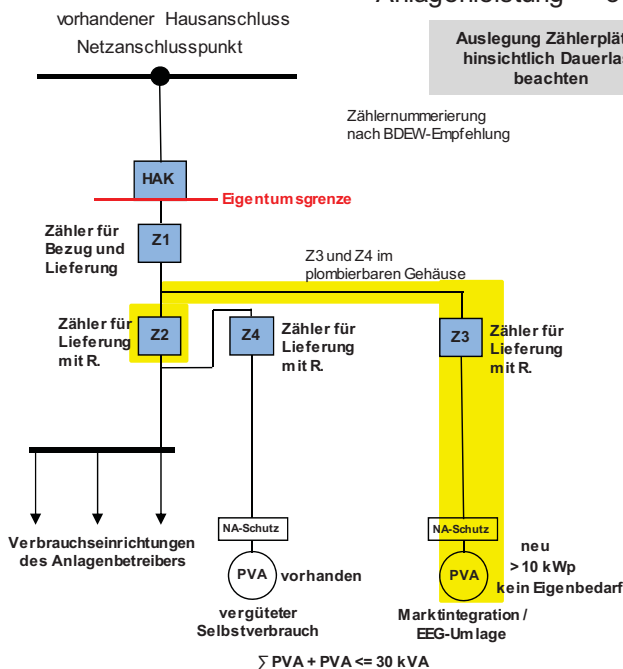 vorhandener Hausanschluss
Netzanschlusspunkt
Anlagenleistung
Auslegung Zählerplät
hinsichtlich Dauerlas
beachten
Zählernummerierung
nach BDEW-Empfehlung
HAK
Eigentumsgrenze
Zähler für
Bezug und
Lieferung
Z1
Z3 und Z4 im
plombierbaren Gehäuse
Zähler für
Lieferung
mit R.
Z2
Z4
Zähler für
Lieferung
mit R.
Z3
Zähler für
Lieferung
mit R.
Verbrauchseinrichtungen
des Anlagenbetreibers
NA-Schutz
PVA
vorhanden
vergüteter
Selbstverbrauch
NA-Schutz
PVA
neu
> 10 kWp
kein Eigenbedarf
Marktintegration /
EEG-Umlage
∑ PVA + PVA <= 30 kVA